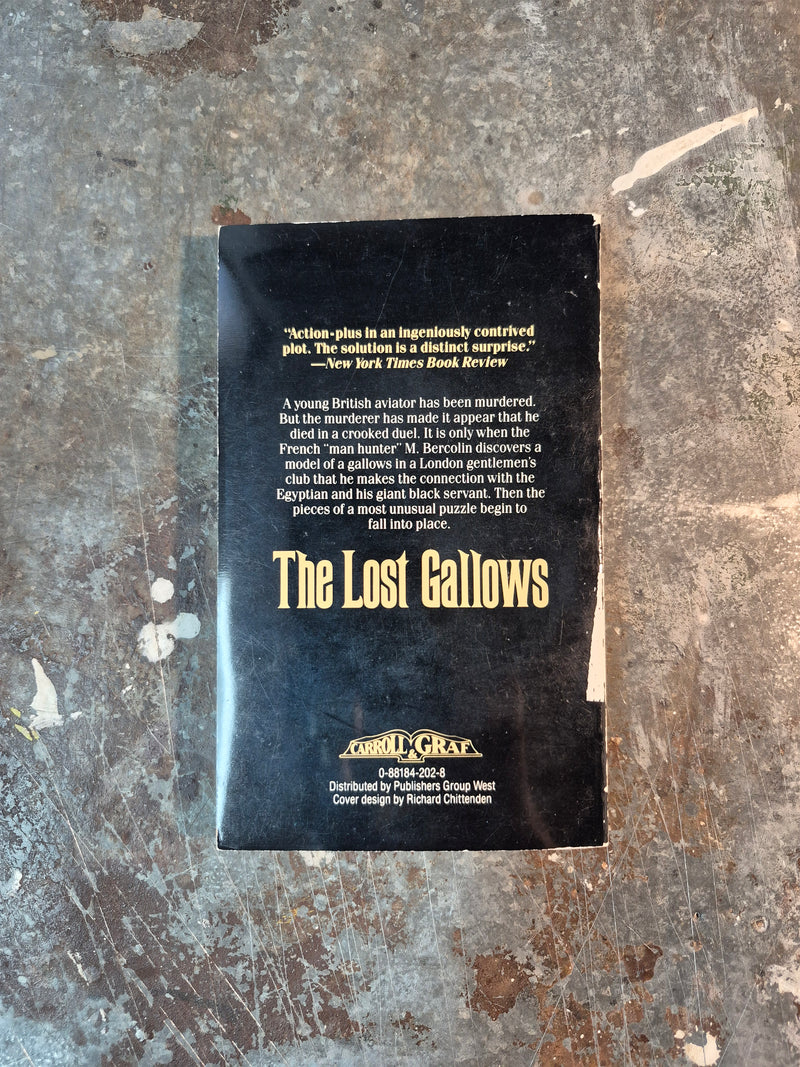 “Action-plus in an ingeniously contrived
plot. The solution is a distinct surprise.”
—New York Times Book Review
A young British aviator has been murdered.
But the murderer has made it appear that he
died in a crooked duel. It is only when the
French “man hunter” M. Bercolin discovers a
model of a gallows in a London gentlemen’s
club that he makes the connection with the
Egyptian and his giant black servant. Then the
pieces of a most unusual puzzle begin to
fall into place.
The Lost Gallows
CARROLL & GRAF
0-88184-202-8
Distributed by Publishers Group West
Cover design by Richard Chittenden